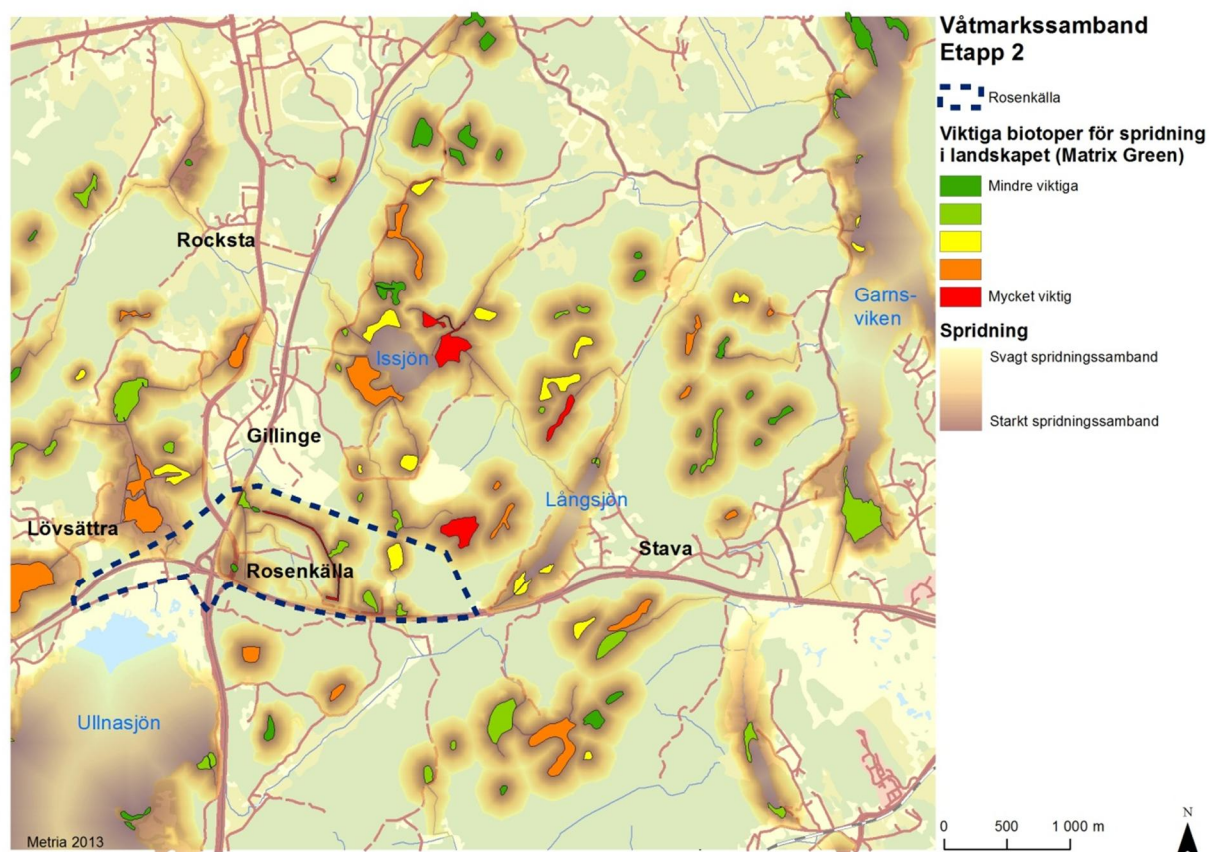 Våtmarkssamband
Etapp 2
Rosenkälla
Viktiga biotoper för spridning
i landskapet (Matrix Green)
Mindre viktiga
Mycket viktig
Spridning
Svagt spridningssamband
Starkt spridningssamband
Rocksta
Garns-
viken
Issjön
Gillinge
Långsjön
Lövsättra
Stava
Rosenkälla
Ullnasjön
Metria 2013
0 500 1 000 m
N